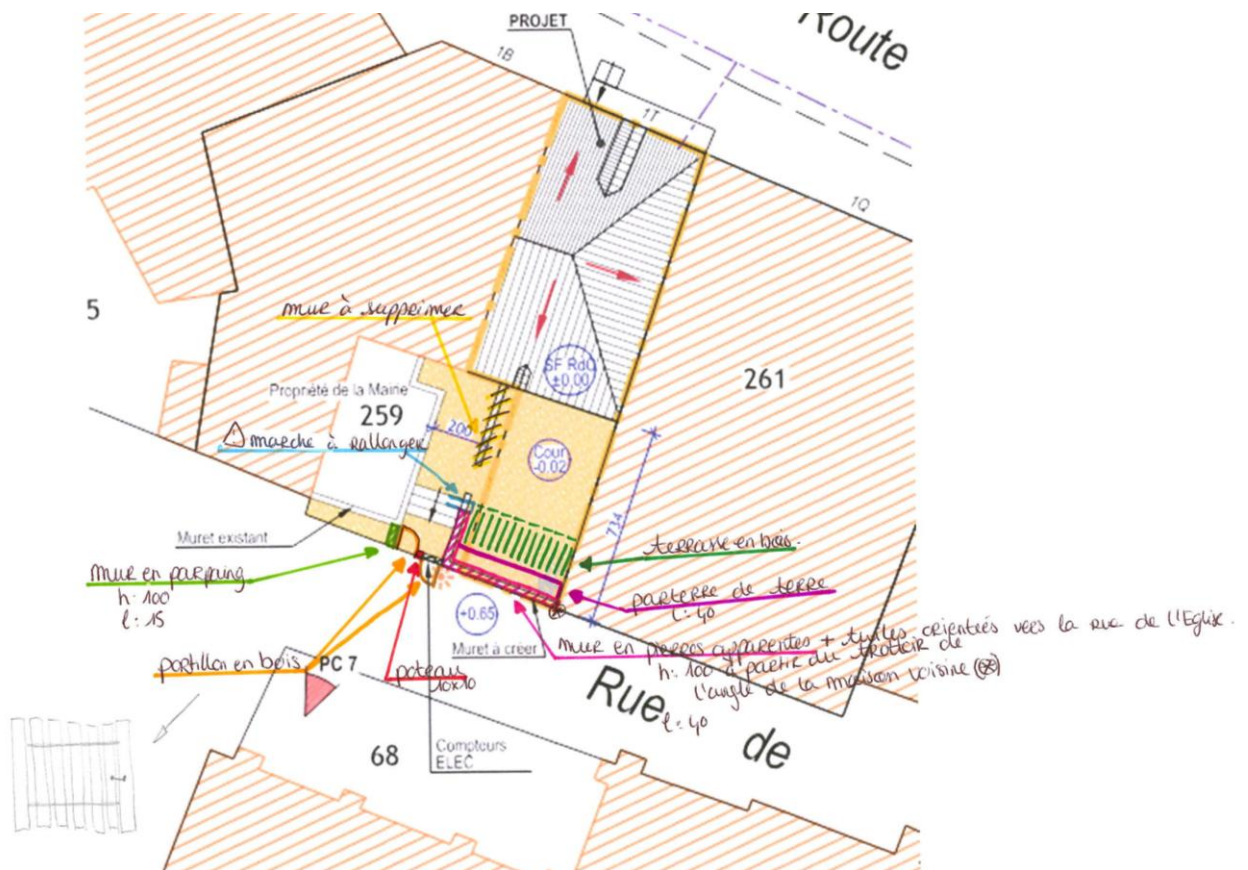 PROJET
Route
1B
1T
1Q
5
mur à supprimer
SF RdC
±0.00
261
Propriété de la Mairie
259
200
⚠ marche à rallonger
Cour
-0.02
734
Muret existant
terrasse en bois.
mur en parpaing
h: 100
l: 15
parterre de terre
l: 40
+0.65
Muret à créer
mur en pierres apparentes + tuiles orientées vers la rue de l'Eglise.
h: 100 à partir du trottoir de
l'angle de la maison voisine (⊗)
l: 40
portillon en bois
PC 7
poteau
10x10
Rue
de
68
Compteurs
ELEC